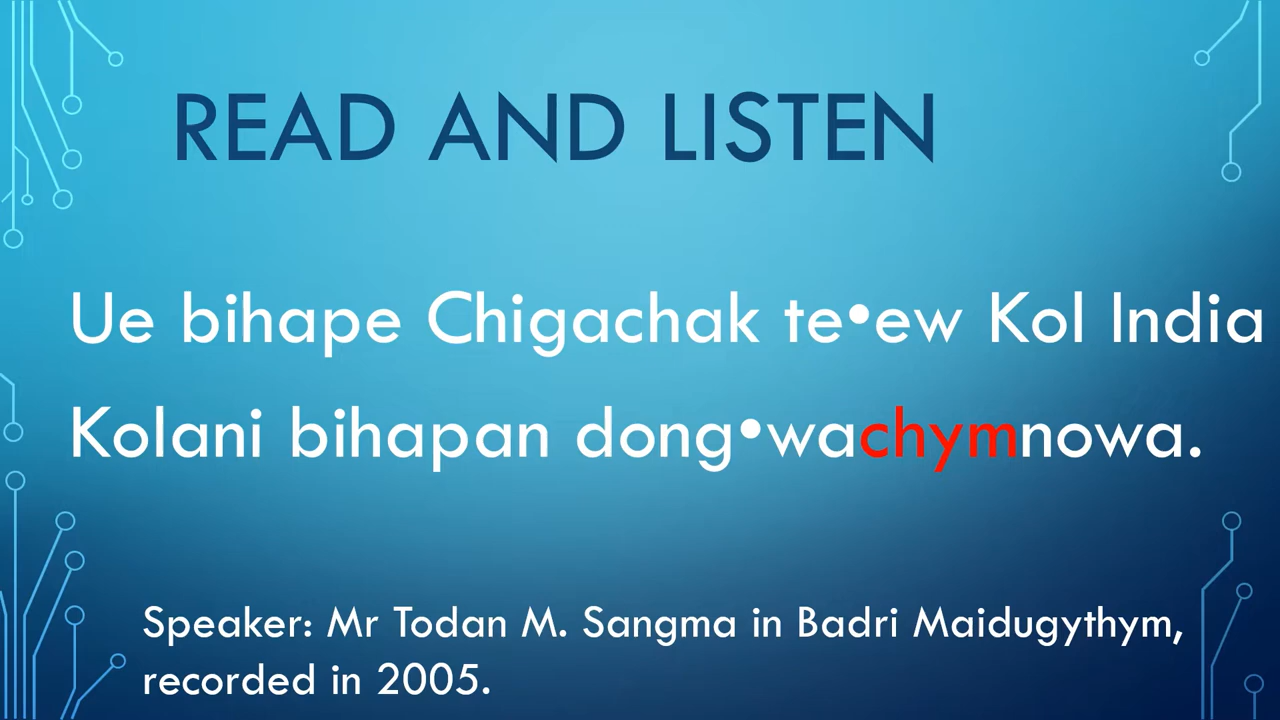 READ AND LISTEN
Ue bihape Chigachak te•ew Kol India
Kolani bihapan dong•wachymnowa.
Speaker: Mr Todan M. Sangma in Badri Maidugythym,
recorded in 2005.